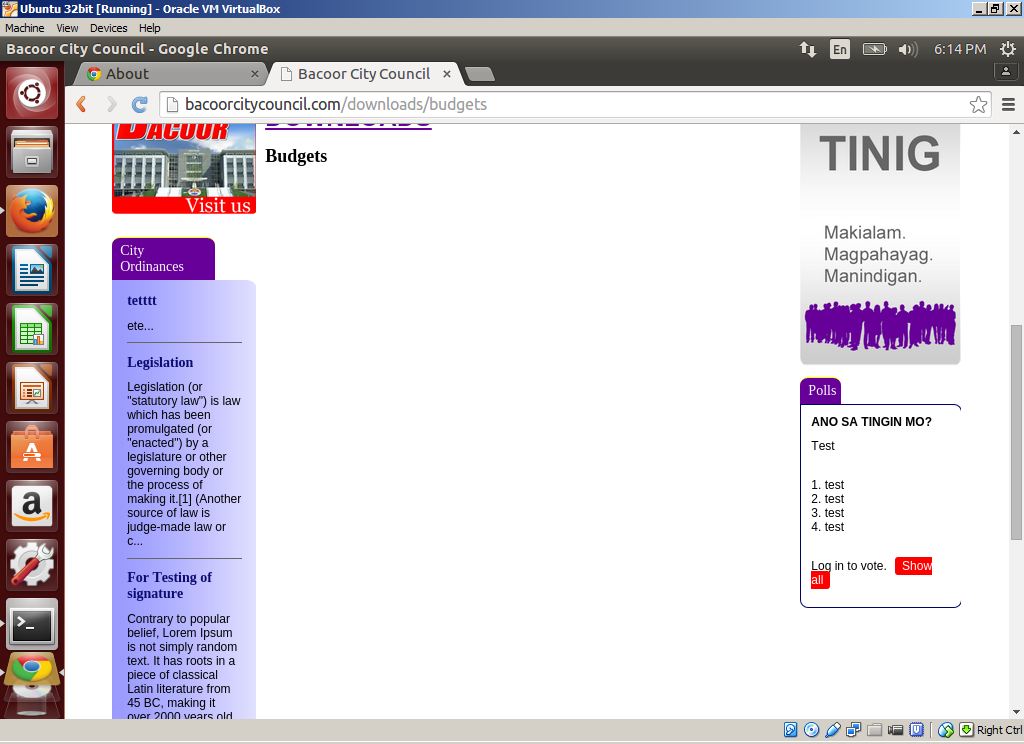 Ubuntu 32bit [Running] - Oracle VM VirtualBox
Machine View Devices Help
Bacoor City Council - Google Chrome
En
6:14 PM
About
Bacoor City Council
bacoorcitycouncil.com/downloads/budgets
BACOOR
Visit us
DOWNLOADS
Budgets
City
Ordinances
tetttt
ete...
Legislation
Legislation (or
"statutory law") is law
which has been
promulgated (or
"enacted") by a
legislature or other
governing body or
the process of
making it.[1] (Another
source of law is
judge-made law or
c...
For Testing of
signature
Contrary to popular
belief, Lorem Ipsum
is not simply random
text. It has roots in a
piece of classical
Latin literature from
45 BC, making it
over 2000 years old
TINIG
Makialam.
Magpahayag.
Manindigan.
Polls
ANO SA TINGIN MO?
Test
1. test
2. test
3. test
4. test
Log in to vote. Show
all
Right Ctrl